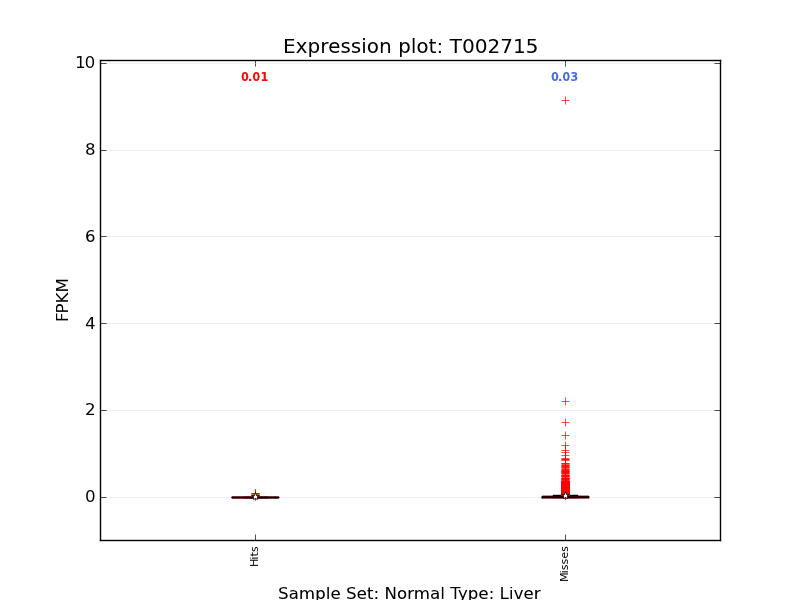 Expression plot: T002715
0.01
0.03
10
8
6
4
2
0
FPKM
Hits
Misses
Sample Set: Normal Type: Liver